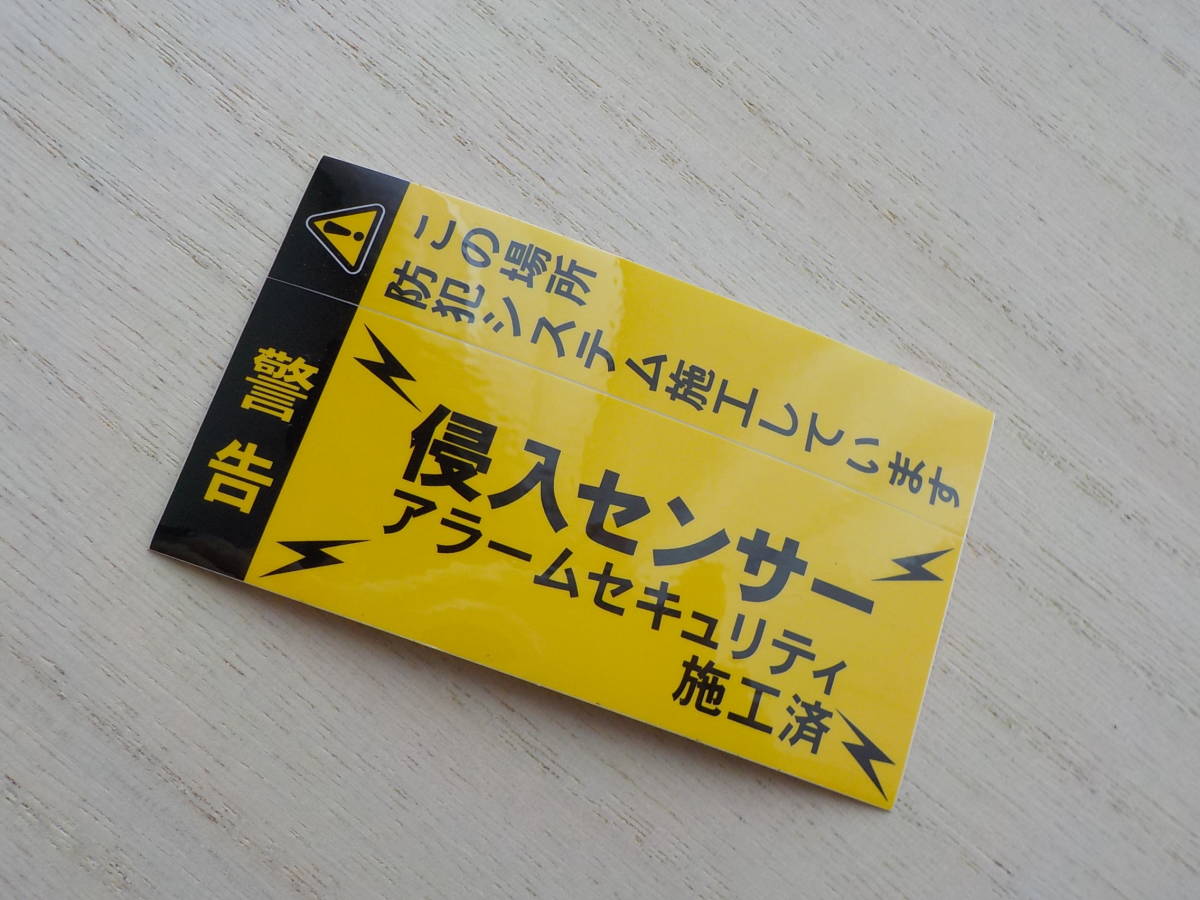 警告
この場所
防犯システム施工しています
侵入センサー
アラームセキュリティ
施工済